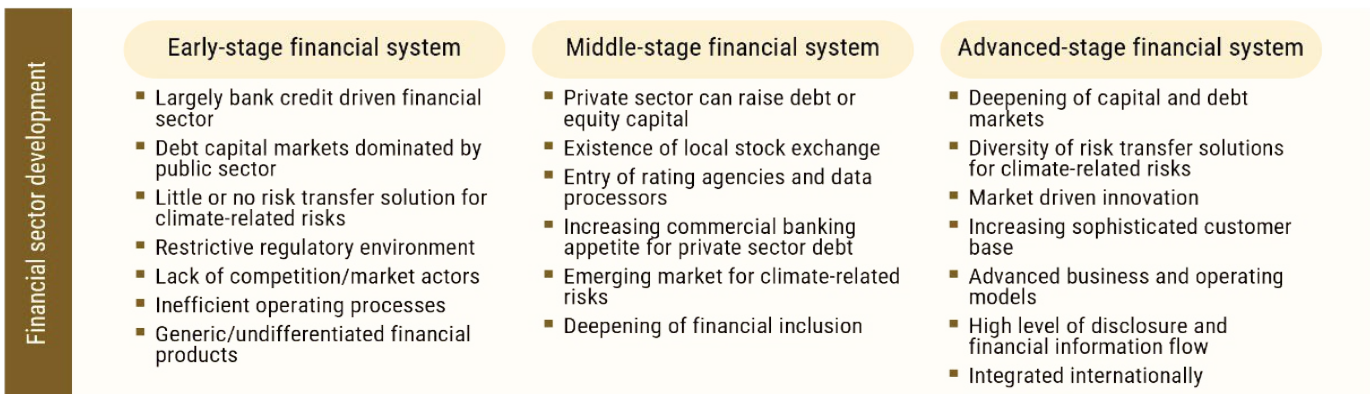 Financial sector development
Early-stage financial system
▪ Largely bank credit driven financial
sector
▪ Debt capital markets dominated by
public sector
▪ Little or no risk transfer solution for
climate-related risks
▪ Restrictive regulatory environment
▪ Lack of competition/market actors
▪ Inefficient operating processes
▪ Generic/undifferentiated financial
products
Middle-stage financial system
▪ Private sector can raise debt or
equity capital
▪ Existence of local stock exchange
▪ Entry of rating agencies and data
processors
▪ Increasing commercial banking
appetite for private sector debt
▪ Emerging market for climate-related
risks
▪ Deepening of financial inclusion
Advanced-stage financial system
▪ Deepening of capital and debt
markets
▪ Diversity of risk transfer solutions
for climate-related risks
▪ Market driven innovation
▪ Increasing sophisticated customer
base
▪ Advanced business and operating
models
▪ High level of disclosure and
financial information flow
▪ Integrated internationally